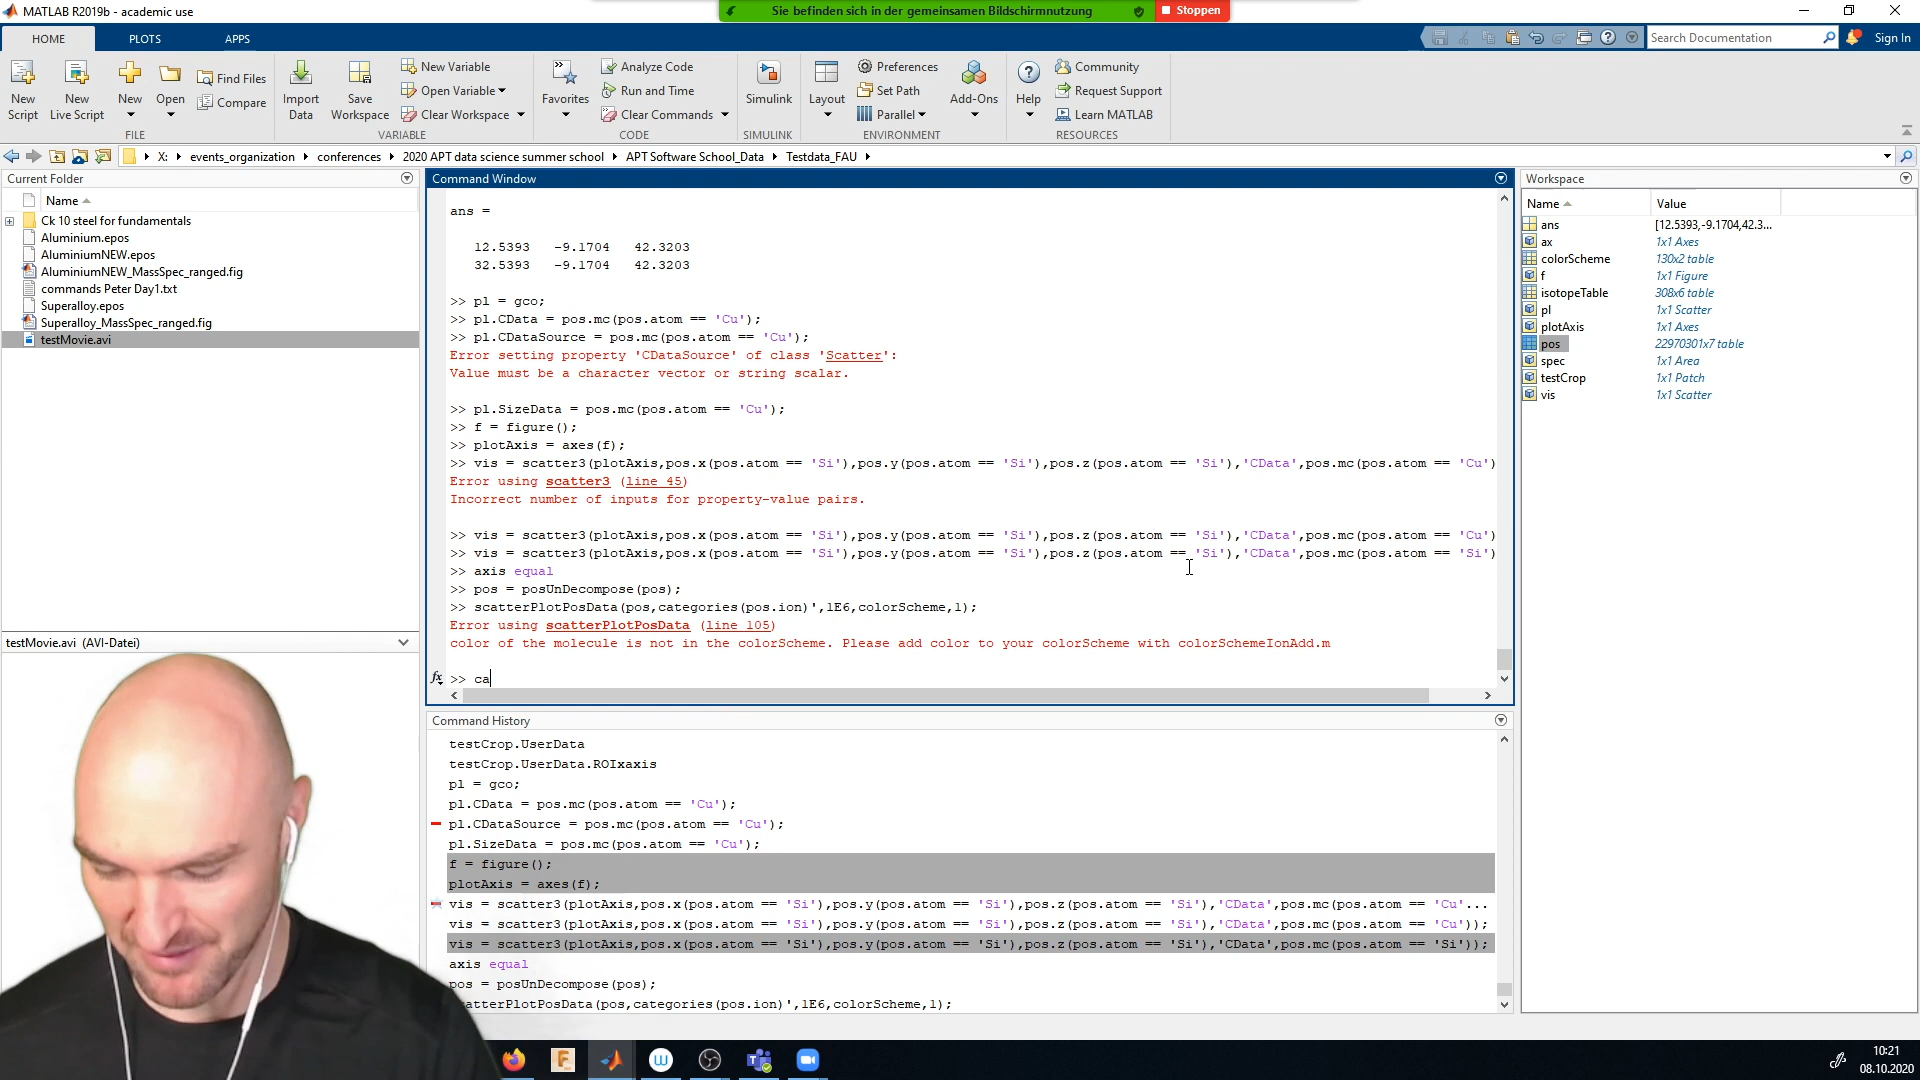 MATLAB R2019b - academic use
Sie befinden sich in der gemeinsamen Bildschirmnutzung
Stoppen
HOME PLOTS APPS
Search Documentation
Sign In
New Script
New Live Script
New
Open
Find Files
Compare
FILE
Import Data
Save Workspace
New Variable
Open Variable
Clear Workspace
VARIABLE
Favorites
Analyze Code
Run and Time
Clear Commands
CODE
Simulink
SIMULINK
Layout
Preferences
Set Path
Parallel
Add-Ons
ENVIRONMENT
Help
Community
Request Support
Learn MATLAB
RESOURCES
X: events_organization conferences 2020 APT data science summer school APT Software School_Data Testdata_FAU
Current Folder
Name
Ck 10 steel for fundamentals
Aluminium.epos
AluminiumNEW.epos
AluminiumNEW_MassSpec_ranged.fig
commands Peter Day1.txt
Superalloy.epos
Superalloy_MassSpec_ranged.fig
testMovie.avi
testMovie.avi (AVI-Datei)
Command Window
ans =
12.5393 -9.1704 42.3203
32.5393 -9.1704 42.3203
>> pl = gco;
>> pl.CData = pos.mc(pos.atom == 'Cu');
>> pl.CDataSource = pos.mc(pos.atom == 'Cu');
Error setting property 'CDataSource' of class 'Scatter':
Value must be a character vector or string scalar.
>> pl.SizeData = pos.mc(pos.atom == 'Cu');
>> f = figure();
>> plotAxis = axes(f);
>> vis = scatter3(plotAxis,pos.x(pos.atom == 'Si'),pos.y(pos.atom == 'Si'),pos.z(pos.atom == 'Si'),'CData',pos.mc(pos.atom == 'Cu')
Error using scatter3 (line 45)
Incorrect number of inputs for property-value pairs.
>> vis = scatter3(plotAxis,pos.x(pos.atom == 'Si'),pos.y(pos.atom == 'Si'),pos.z(pos.atom == 'Si'),'CData',pos.mc(pos.atom == 'Cu')
>> vis = scatter3(plotAxis,pos.x(pos.atom == 'Si'),pos.y(pos.atom == 'Si'),pos.z(pos.atom == 'Si'),'CData',pos.mc(pos.atom == 'Si')
>> axis equal
>> pos = posUnDecompose(pos);
>> scatterPlotPosData(pos,categories(pos.ion)',1E6,colorScheme,1);
Error using scatterPlotPosData (line 105)
color of the molecule is not in the colorScheme. Please add color to your colorScheme with colorSchemeIonAdd.m
fx >> ca
Command History
testCrop.UserData
testCrop.UserData.ROIxaxis
pl = gco;
pl.CData = pos.mc(pos.atom == 'Cu');
pl.CDataSource = pos.mc(pos.atom == 'Cu');
pl.SizeData = pos.mc(pos.atom == 'Cu');
f = figure();
plotAxis = axes(f);
vis = scatter3(plotAxis,pos.x(pos.atom == 'Si'),pos.y(pos.atom == 'Si'),pos.z(pos.atom == 'Si'),'CData',pos.mc(pos.atom == 'Cu'...
vis = scatter3(plotAxis,pos.x(pos.atom == 'Si'),pos.y(pos.atom == 'Si'),pos.z(pos.atom == 'Si'),'CData',pos.mc(pos.atom == 'Cu'));
vis = scatter3(plotAxis,pos.x(pos.atom == 'Si'),pos.y(pos.atom == 'Si'),pos.z(pos.atom == 'Si'),'CData',pos.mc(pos.atom == 'Si'));
axis equal
pos = posUnDecompose(pos);
atterPlotPosData(pos,categories(pos.ion)',1E6,colorScheme,1);
Workspace
Name Value
ans [12.5393,-9.1704,42.3...
ax 1x1 Axes
colorScheme 130x2 table
f 1x1 Figure
isotopeTable 308x6 table
pl 1x1 Scatter
plotAxis 1x1 Axes
pos 22970301x7 table
spec 1x1 Area
testCrop 1x1 Patch
vis 1x1 Scatter
10:21
08.10.2020